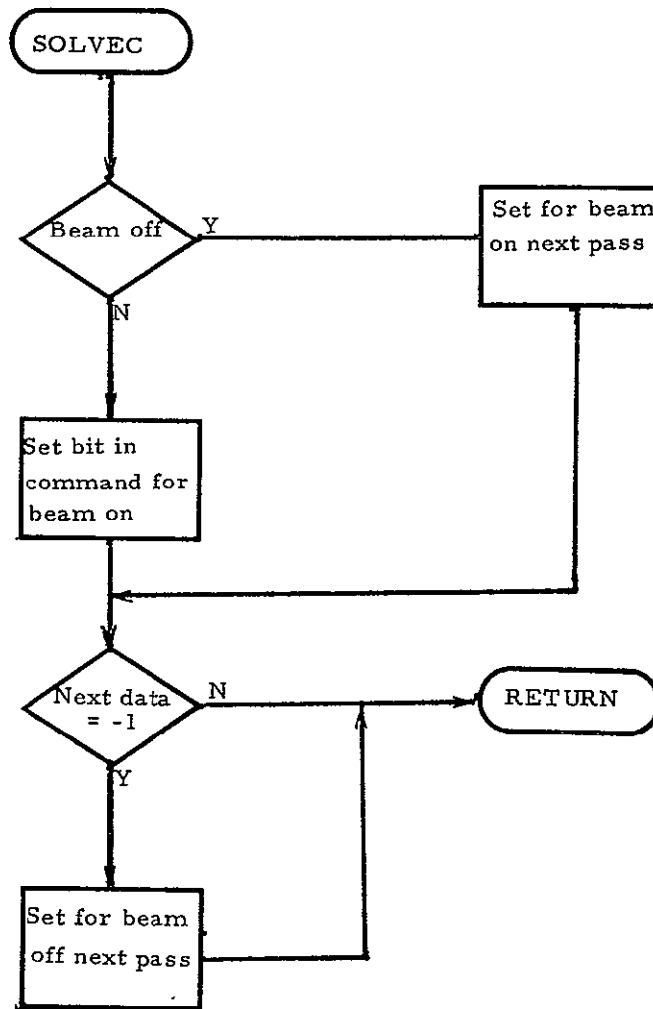 SOLVEC
Beam off
Y
Set for beam
on next pass
N
Set bit in
command for
beam on
Next data
= -1
N
RETURN
Y
Set for beam
off next pass